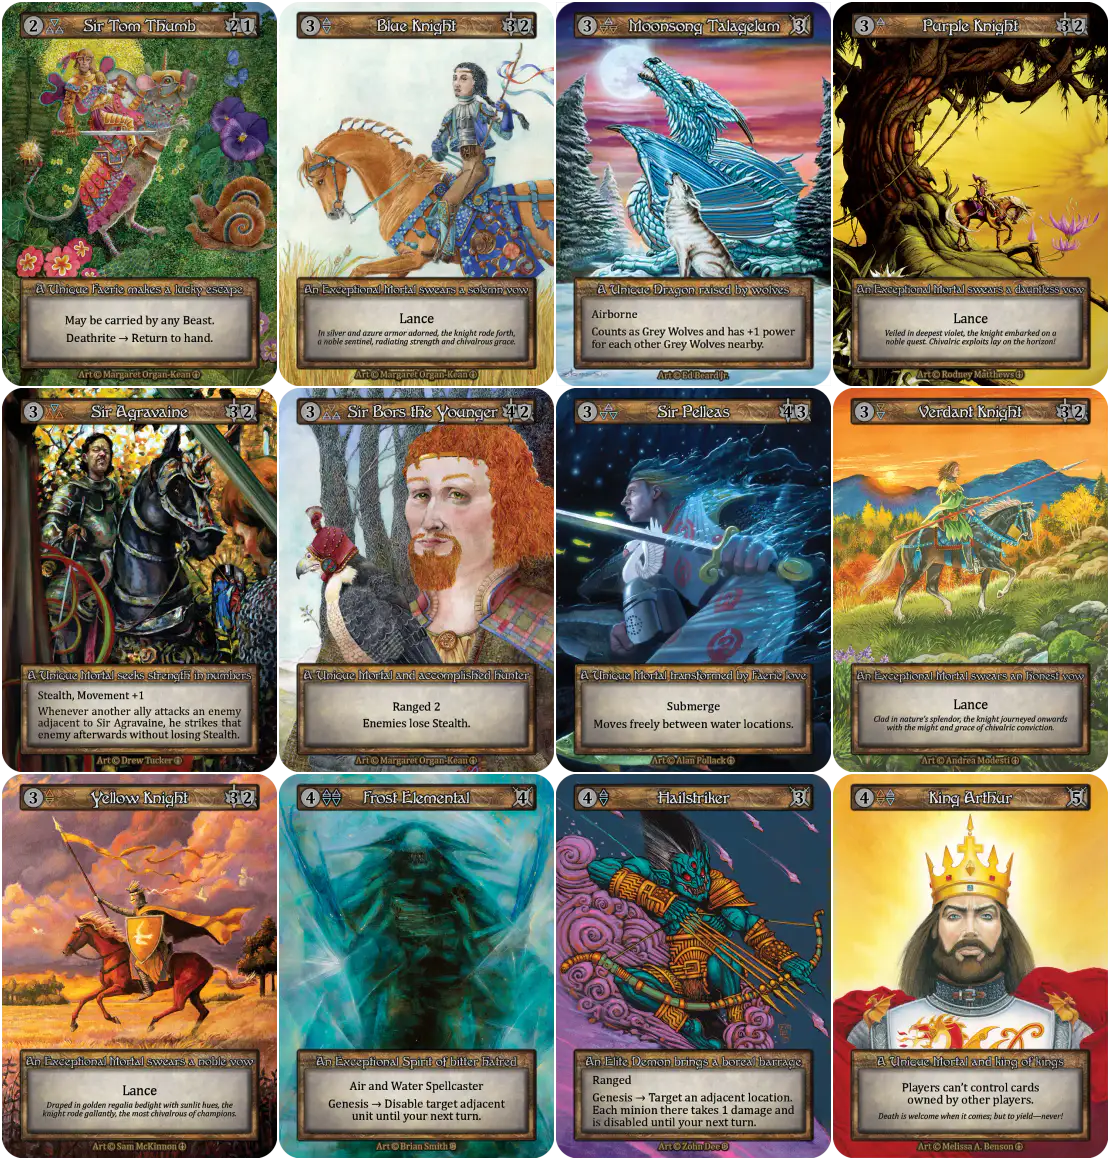 2
Sir Tom Thumb
2 1
A Unique Faerie makes a lucky escape
May be carried by any Beast.
Deathrite → Return to hand.
Art © Margaret Organ-Kean
3
Blue Knight
3 2
An Exceptional Mortal swears a solemn vow
Lance
In silver and azure armor adorned, the knight rode forth,
a noble sentinel, radiating strength and chivalrous grace.
Art © Margaret Organ-Kean
3
Moonsong Talagelum
3
A Unique Dragon raised by wolves
Airborne
Counts as Grey Wolves and has +1 power
for each other Grey Wolves nearby.
Art © Ed Beard Jr.
3
Purple Knight
3 2
An Exceptional Mortal swears a dauntless vow
Lance
Veiled in deepest violet, the knight embarked on a
noble quest. Chivalric exploits lay on the horizon!
Art © Rodney Matthews
3
Sir Agravaine
3 2
A Unique Mortal seeks strength in numbers
Stealth, Movement +1
Whenever another ally attacks an enemy
adjacent to Sir Agravaine, he strikes that
enemy afterwards without losing Stealth.
Art © Drew Tucker
3
Sir Bors the Younger
4 2
A Unique Mortal and accomplished hunter
Ranged 2
Enemies lose Stealth.
Art © Margaret Organ-Kean
3
Sir Pelleas
4 3
A Unique Mortal transformed by Faerie love
Submerge
Moves freely between water locations.
Art © Alan Pollack
3
Verdant Knight
3 2
An Exceptional Mortal swears an honest vow
Lance
Clad in nature's splendor, the knight journeyed onwards
with the might and grace of chivalric conviction.
Art © Andrea Modesti
3
Yellow Knight
3 2
An Exceptional Mortal swears a noble vow
Lance
Draped in golden regalia bedight with sunlit hues, the
knight rode gallantly, the most chivalrous of champions.
Art © Sam McKinnon
4
Frost Elemental
4
An Exceptional Spirit of bitter hatred
Air and Water Spellcaster
Genesis → Disable target adjacent
unit until your next turn.
Art © Brian Smith
4
Hailstriker
3
An Elite Demon brings a boreal barrage
Ranged
Genesis → Target an adjacent location.
Each minion there takes 1 damage and
is disabled until your next turn.
Art © Zohn Dee
4
King Arthur
5
A Unique Mortal and king of kings
Players can't control cards
owned by other players.
Death is welcome when it comes; but to yield—never!
Art © Melissa A. Benson